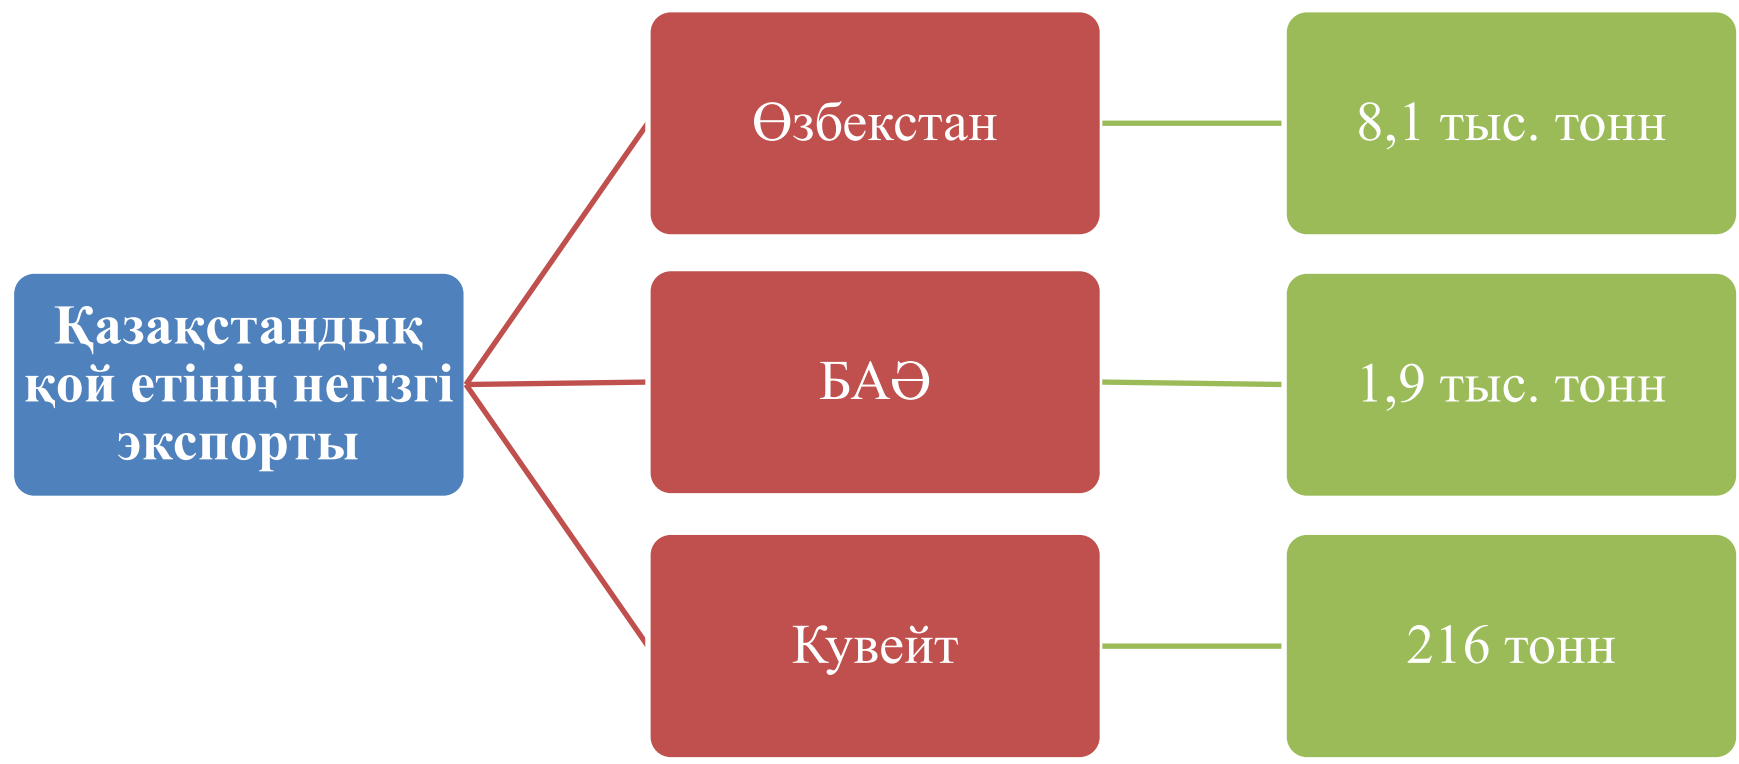 Қазақстандық
қой етінің негізгі
экспорты
Өзбекстан
8,1 тыс. тонн
БАӘ
1,9 тыс. тонн
Кувейт
216 тонн